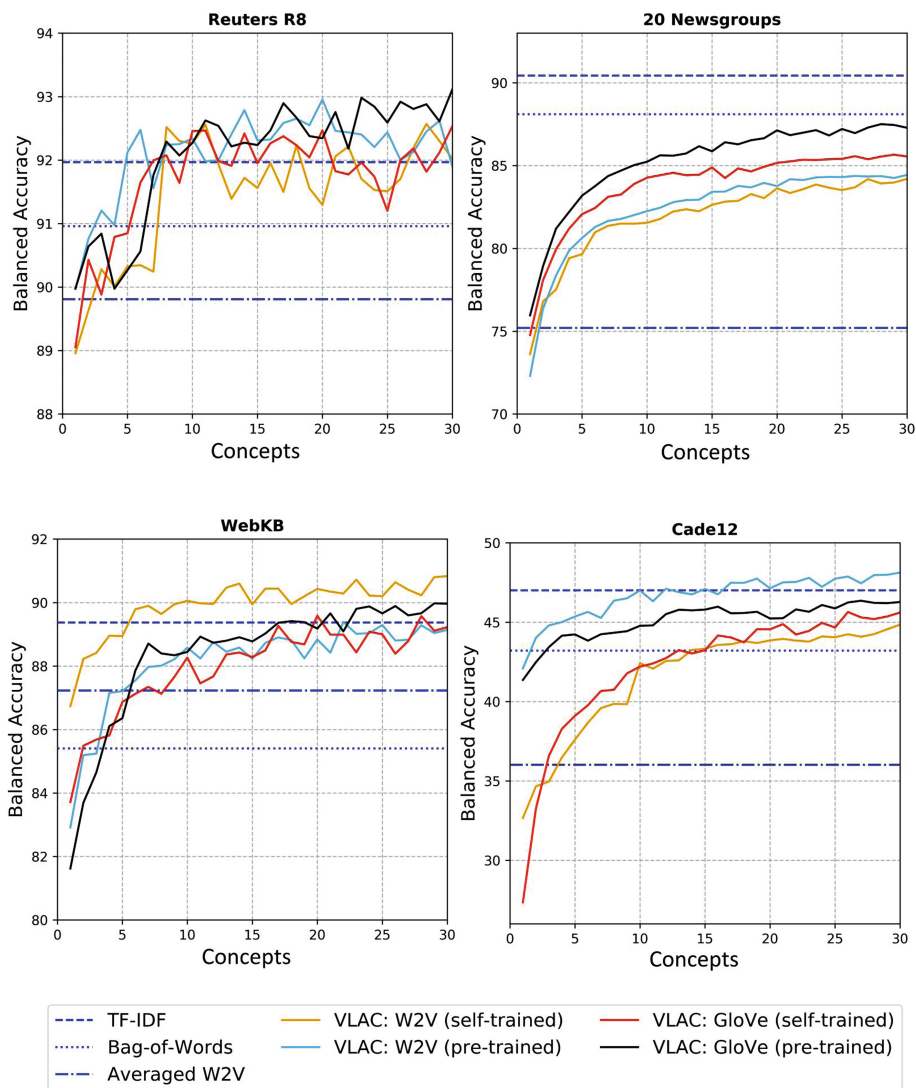 Reuters R8
94
93
92
91
90
89
88
Balanced Accuracy
0 5 10 15 20 25 30
Concepts
20 Newsgroups
90
85
80
75
70
Balanced Accuracy
0 5 10 15 20 25 30
Concepts
WebKB
92
90
88
86
84
82
80
Balanced Accuracy
0 5 10 15 20 25 30
Concepts
Cade12
50
45
40
35
30
Balanced Accuracy
0 5 10 15 20 25 30
Concepts
TF-IDF
Bag-of-Words
Averaged W2V
VLAC: W2V (self-trained)
VLAC: W2V (pre-trained)
VLAC: GloVe (self-trained)
VLAC: GloVe (pre-trained)